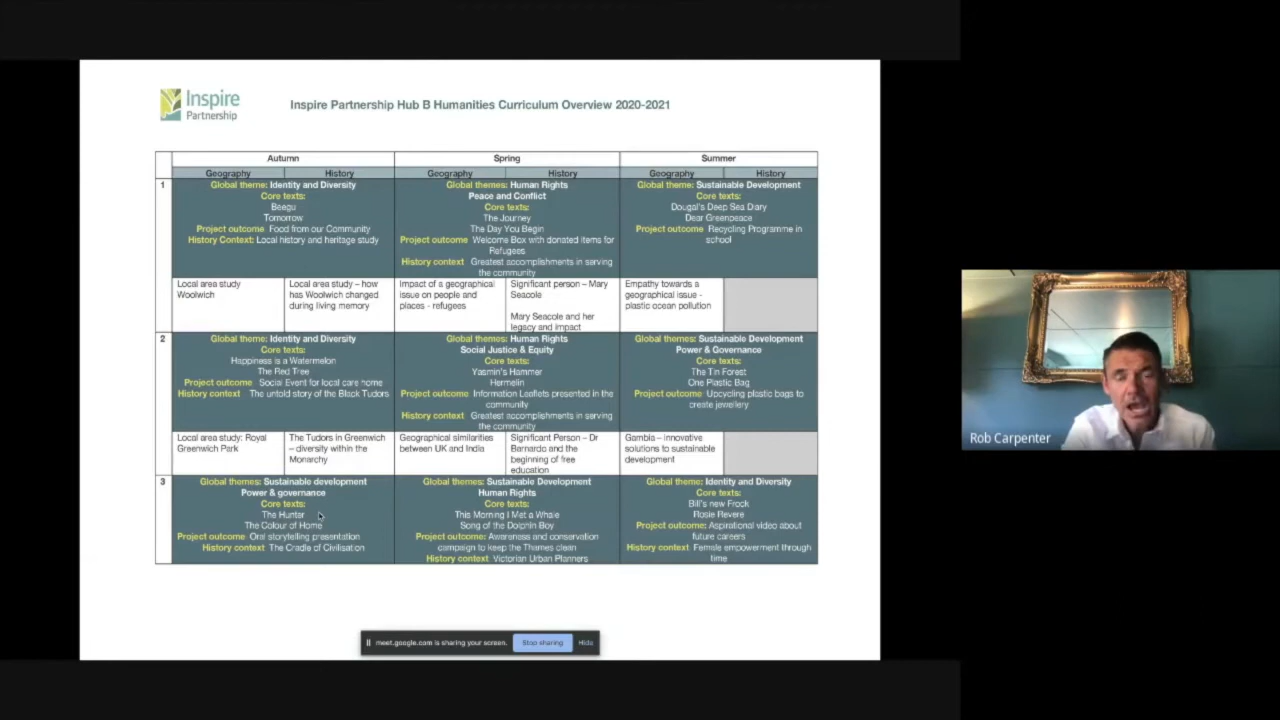 Inspire
Partnership
Inspire Partnership Hub B Humanities Curriculum Overview 2020-2021
Autumn
Spring
Summer
Geography
History
Geography
History
Geography
History
1
Global theme: Identity and Diversity
Core texts:
Beegu
Tomorrow
Project outcome Food from our Community
History Context: Local history and heritage study
Global themes: Human Rights
Peace and Conflict
Core texts:
The Journey
The Day You Begin
Project outcome Welcome Box with donated items for
Refugees
History context Greatest accomplishments in serving
the community
Global theme: Sustainable Development
Core texts:
Dougal's Deep Sea Diary
Dear Greenpeace
Project outcome Recycling Programme in
school
Local area study
Woolwich
Local area study – how
has Woolwich changed
during living memory
Impact of a geographical
issue on people and
places - refugees
Significant person – Mary
Seacole
Mary Seacole and her
legacy and impact
Empathy towards a
geographical issue -
plastic ocean pollution
2
Global theme: Identity and Diversity
Core texts:
Happiness is a Watermelon
The Red Tree
Project outcome Social Event for local care home
History context The untold story of the Black Tudors
Global themes: Human Rights
Social Justice & Equity
Core texts:
Yasmin's Hammer
Hermelin
Project outcome: Information Leaflets presented in the
community
History context Greatest accomplishments in serving
the community
Global themes: Sustainable Development
Power & Governance
Core texts:
The Tin Forest
One Plastic Bag
Project outcome: Upcycling plastic bags to
create jewellery
Local area study: Royal
Greenwich Park
The Tudors in Greenwich
– diversity within the
Monarchy
Geographical similarities
between UK and India
Significant Person – Dr
Barnardo and the
beginning of free
education
Gambia – innovative
solutions to sustainable
development
3
Global themes: Sustainable development
Power & governance
Core texts:
The Hunter
The Colour of Home
Project outcome: Oral storytelling presentation
History context The Cradle of Civilisation
Global themes: Sustainable Development
Human Rights
Core texts:
This Morning I Met a Whale
Song of the Dolphin Boy
Project outcome: Awareness and conservation
campaign to keep the Thames clean
History context Victorian Urban Planners
Global themes: Identity and Diversity
Core texts:
Bill's new Frock
Rosie Revere
Project outcome: Aspirational video about
future careers
History context Female empowerment through
time
meet.google.com is sharing your screen.
Stop sharing
Hide
Rob Carpenter